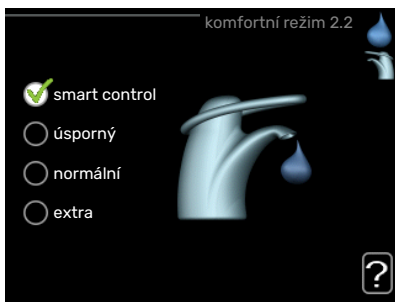 komfortní režim 2.2
smart control
úsporný
normální
extra
?